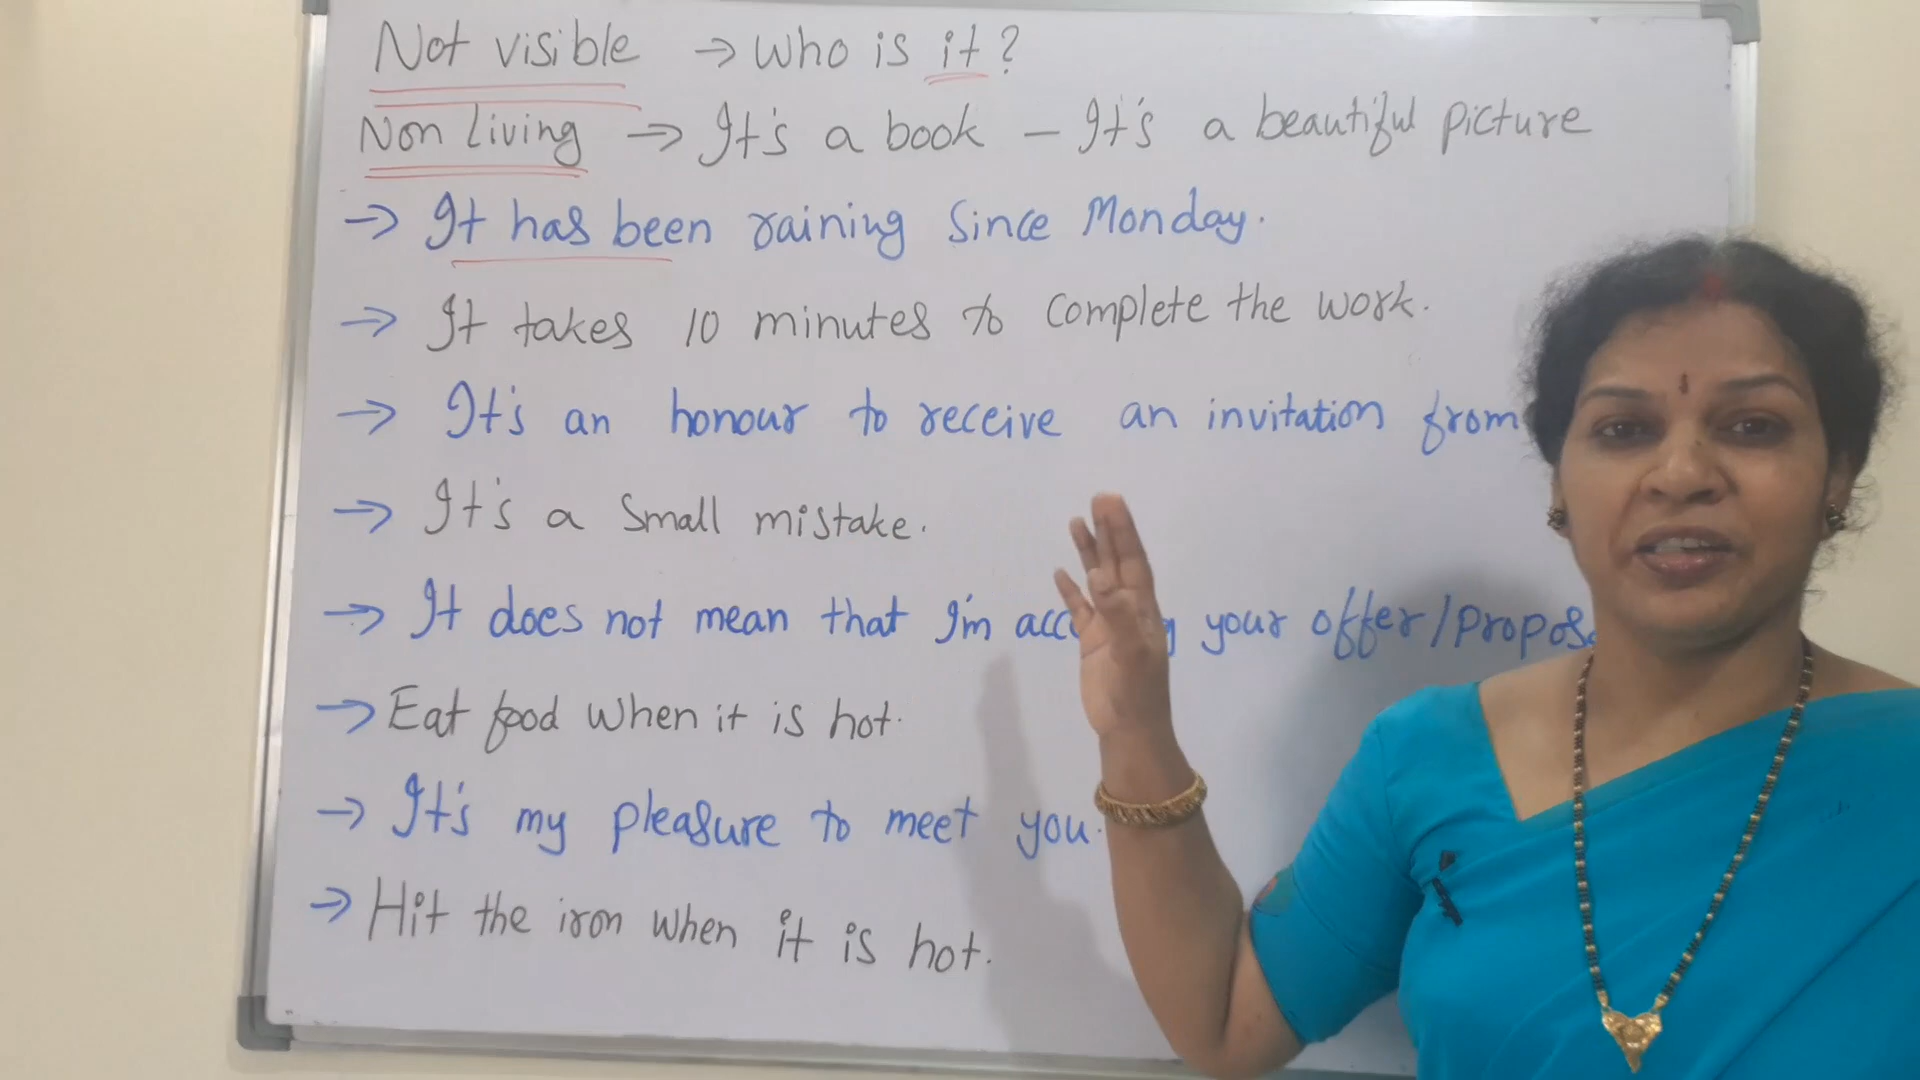 Not visible → Who is it?
Non living → It's a book – It's a beautiful picture
→ It has been raining since Monday.
→ It takes 10 minutes to complete the work.
→ It's an honour to receive an invitation from
→ It's a small mistake.
→ It does not mean that I'm your offer/
→ Eat food when it is hot.
→ It's my pleasure to meet you.
→ Hit the iron when it is hot.